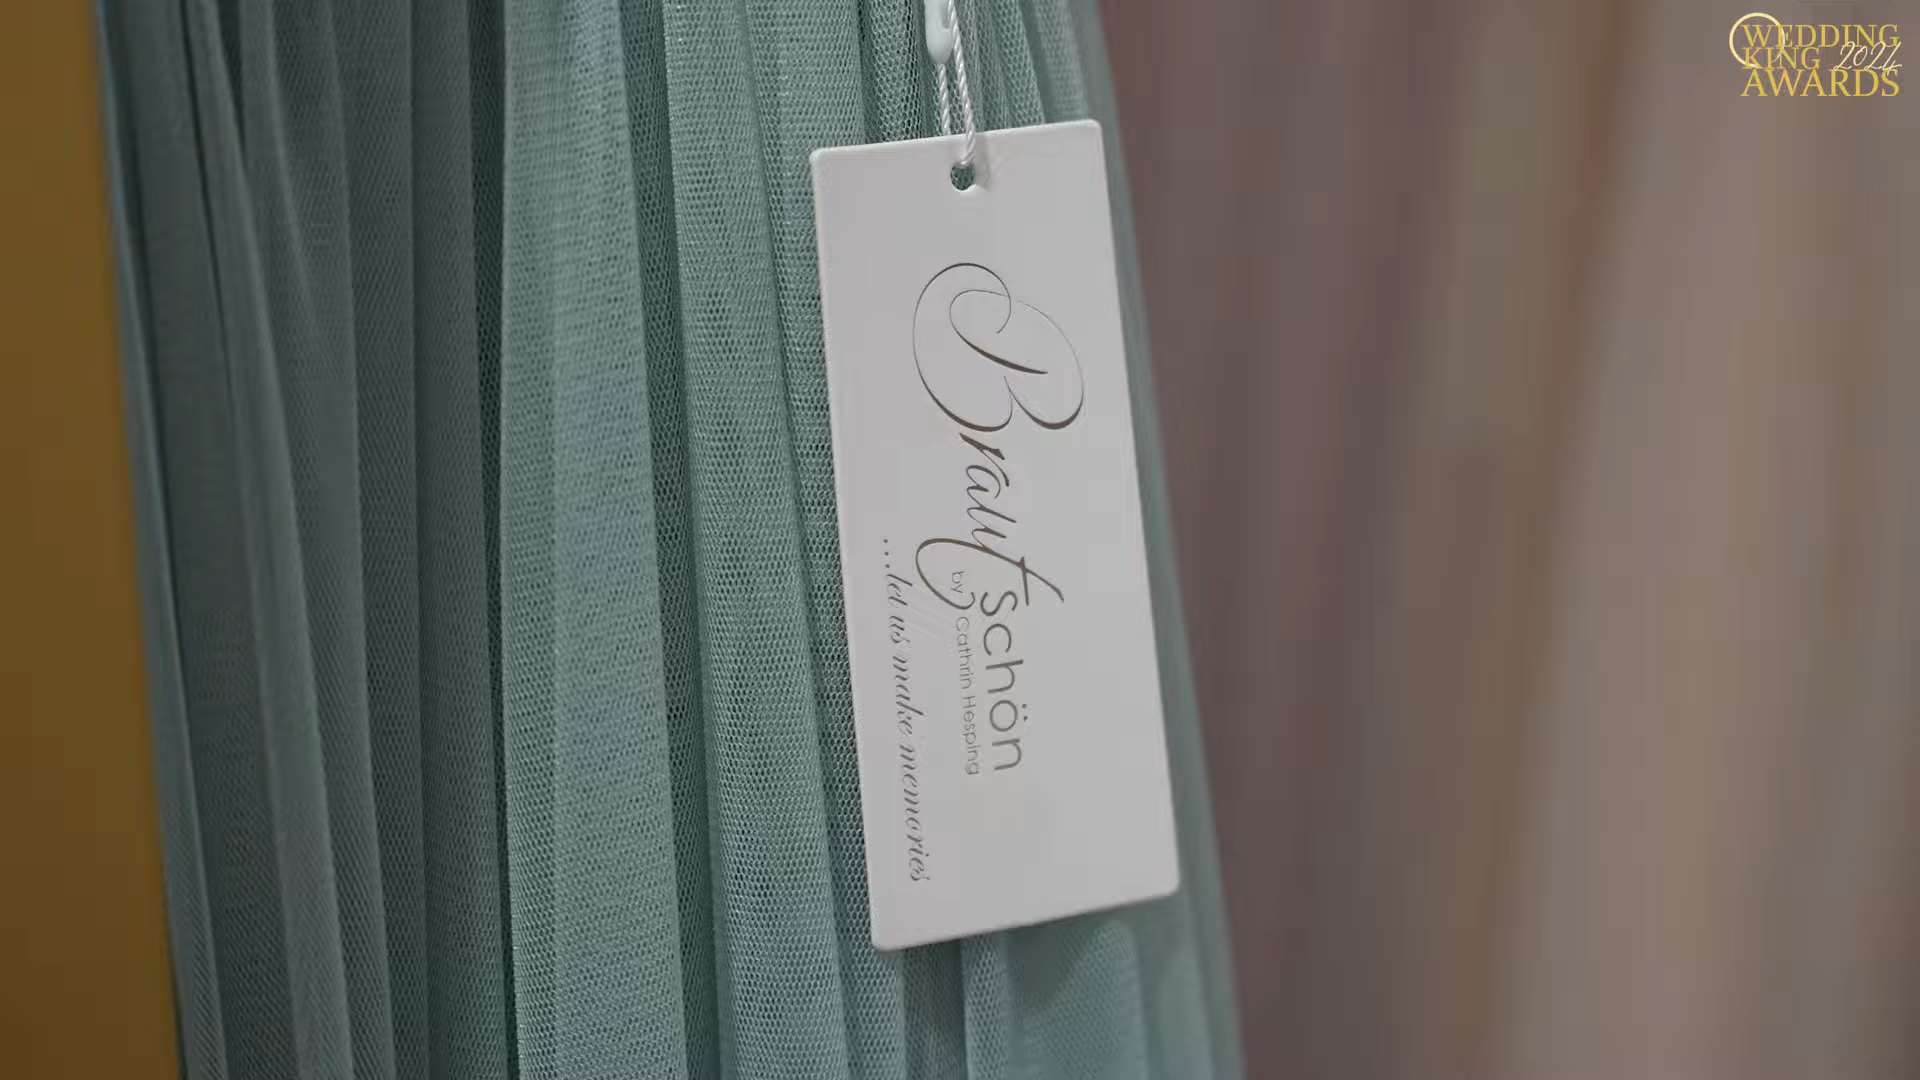 Brautschön
by Cathrin Hesping
...let us make memories
WEDDING
KING 2024
AWARDS